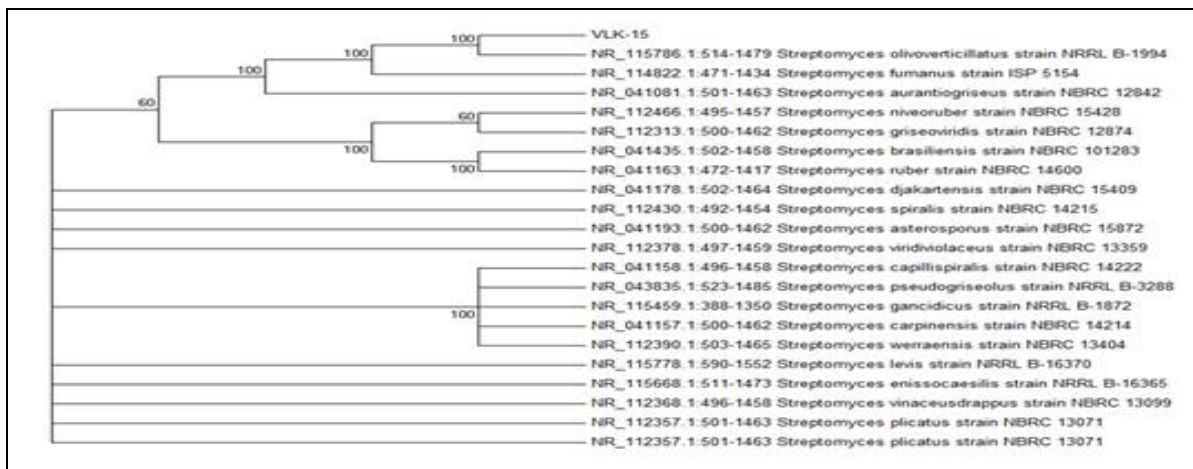 VLK-15
100
NR_115786.1:514-1479 Streptomyces olivoverticillatus strain NRRL B-1994
100
NR_114822.1:471-1434 Streptomyces fumanus strain ISP 5154
100
NR_041081.1:501-1463 Streptomyces aurantiogriseus strain NBRC 12842
60
NR_112466.1:495-1457 Streptomyces niveoruber strain NBRC 15428
60
NR_112313.1:500-1462 Streptomyces griseoviridis strain NBRC 12874
100
NR_041435.1:502-1458 Streptomyces brasiliensis strain NBRC 101283
100
NR_041163.1:472-1417 Streptomyces ruber strain NBRC 14600
NR_041178.1:502-1464 Streptomyces djakartensis strain NBRC 15409
NR_112430.1:492-1454 Streptomyces spiralis strain NBRC 14215
NR_041193.1:500-1462 Streptomyces asterosporus strain NBRC 15872
NR_112378.1:497-1459 Streptomyces viridiviolaceus strain NBRC 13359
NR_041158.1:496-1458 Streptomyces capillispiralis strain NBRC 14222
NR_043835.1:523-1485 Streptomyces pseudogriseolus strain NRRL B-3288
NR_115459.1:388-1350 Streptomyces gancidicus strain NRRL B-1872
100
NR_041157.1:500-1462 Streptomyces carpinensis strain NBRC 14214
NR_112390.1:503-1465 Streptomyces werraensis strain NBRC 13404
NR_115778.1:590-1552 Streptomyces levis strain NRRL B-16370
NR_115668.1:511-1473 Streptomyces enissocaesilis strain NRRL B-16365
NR_112368.1:496-1458 Streptomyces vinaceusdrappus strain NBRC 13099
NR_112357.1:501-1463 Streptomyces plicatus strain NBRC 13071
NR_112357.1:501-1463 Streptomyces plicatus strain NBRC 13071